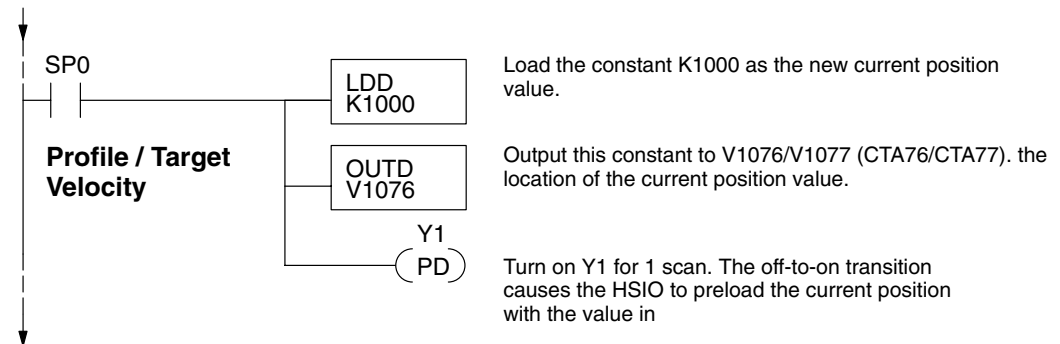 SP0
LDD
K1000
Load the constant K1000 as the new current position
value.
Profile / Target
Velocity
OUTD
V1076
Output this constant to V1076/V1077 (CTA76/CTA77). the
location of the current position value.
Y1
PD
Turn on Y1 for 1 scan. The off-to-on transition
causes the HSIO to preload the current position
with the value in